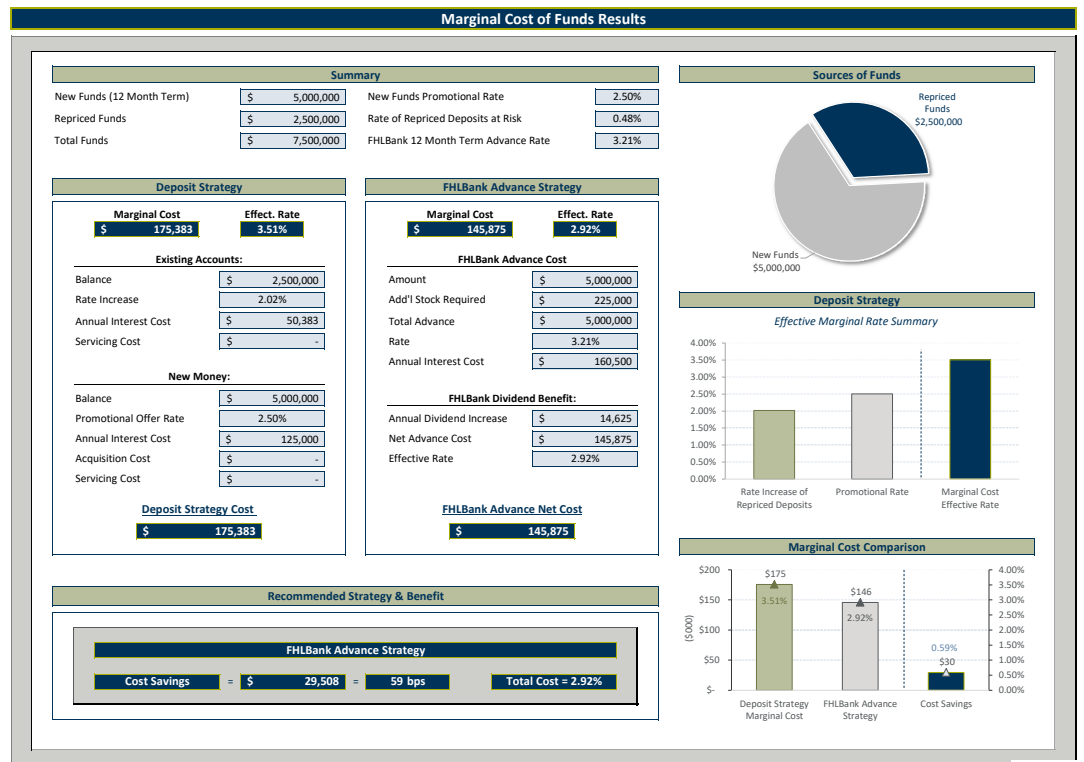 Marginal Cost of Funds Results
Summary
New Funds (12 Month Term) $ 5,000,000 New Funds Promotional Rate 2.50%
Repriced Funds $ 2,500,000 Rate of Repriced Deposits at Risk 0.48%
Total Funds $ 7,500,000 FHLBank 12 Month Term Advance Rate 3.21%
Deposit Strategy
Marginal Cost Effect. Rate
$ 175,383 3.51%
Existing Accounts:
Balance $ 2,500,000
Rate Increase 2.02%
Annual Interest Cost $ 50,383
Servicing Cost $ -
New Money:
Balance $ 5,000,000
Promotional Offer Rate 2.50%
Annual Interest Cost $ 125,000
Acquisition Cost $ -
Servicing Cost $ -
Deposit Strategy Cost
$ 175,383
FHLBank Advance Strategy
Marginal Cost Effect. Rate
$ 145,875 2.92%
FHLBank Advance Cost
Amount $ 5,000,000
Add'l Stock Required $ 225,000
Total Advance $ 5,000,000
Rate 3.21%
Annual Interest Cost $ 160,500
FHLBank Dividend Benefit:
Annual Dividend Increase $ 14,625
Net Advance Cost $ 145,875
Effective Rate 2.92%
FHLBank Advance Net Cost
$ 145,875
Recommended Strategy & Benefit
FHLBank Advance Strategy
Cost Savings = $ 29,508 = 59 bps Total Cost = 2.92%
Sources of Funds
Repriced
Funds
$2,500,000
New Funds
$5,000,000
Deposit Strategy
Effective Marginal Rate Summary
4.00%
3.50%
3.00%
2.50%
2.00%
1.50%
1.00%
0.50%
0.00%
Rate Increase of
Repriced Deposits
Promotional Rate
Marginal Cost
Effective Rate
Marginal Cost Comparison
($000)
$200
$150
$100
$50
$-
$175
3.51%
$146
2.92%
0.59%
$30
4.00%
3.50%
3.00%
2.50%
2.00%
1.50%
1.00%
0.50%
0.00%
Deposit Strategy
Marginal Cost
FHLBank Advance
Strategy
Cost Savings